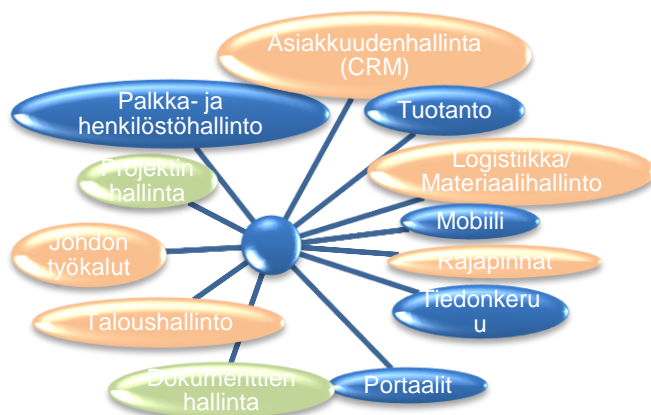 Asiakkuudenhallinta
(CRM)
Palkka- ja
henkilöstöhallinto
Tuotanto
Projektin
hallinta
Logistiikka/
Materiaalihallinto
Mobiili
Johdon
työkalut
Rajapinnat
Tiedonkeru
u
Taloushallinto
Dokumenttien
hallinta
Portaalit